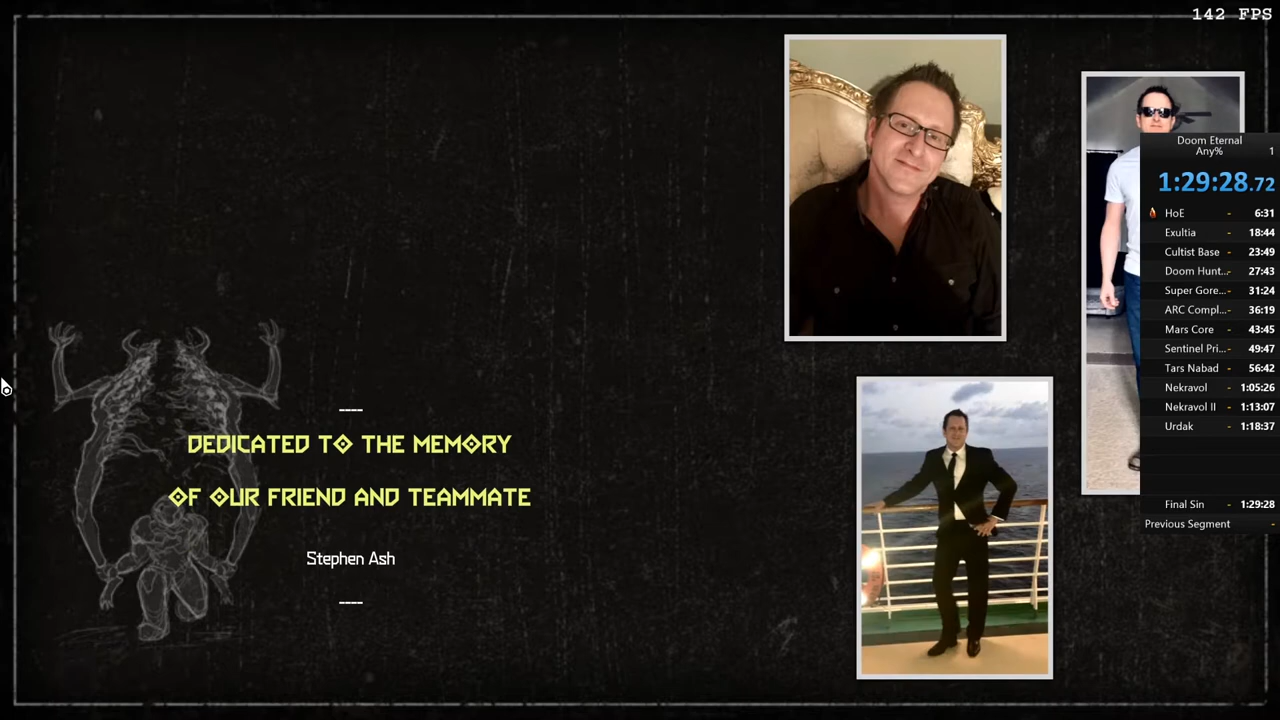 142 FPS
Doom Eternal
Any% 1
1:29:28.72
HoE - 6:31
Exultia - 18:44
Cultist Base - 23:49
Doom Hunt... - 27:43
Super Gore... - 31:24
ARC Compl... - 36:19
Mars Core - 43:45
Sentinel Pri... - 49:47
Tars Nabad - 56:42
Nekravol - 1:05:26
Nekravol II - 1:13:07
Urdak - 1:18:37
Final Sin - 1:29:28
Previous Segment -
----
DEDICATED TO THE MEMORY
OF OUR FRIEND AND TEAMMATE
Stephen Ash
----